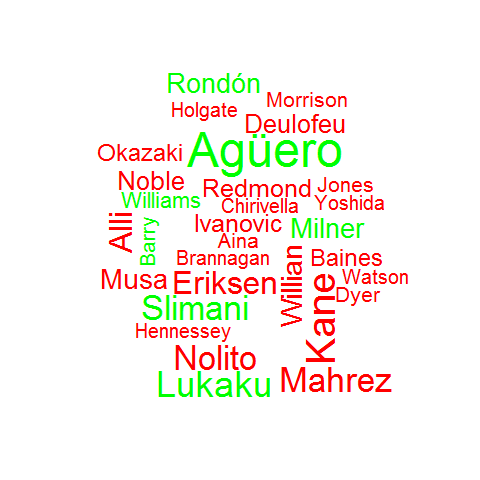 Rondón
Morrison
Holgate
Deulofeu
Agüero
Okazaki
Noble
Redmond
Jones
Williams
Chirivella
Yoshida
Alli
Barry
Ivanovic
Milner
Aina
Brannagan
Baines
Musa
Eriksen
Willian
Watson
Kane
Dyer
Slimani
Hennessey
Nolito
Lukaku
Mahrez